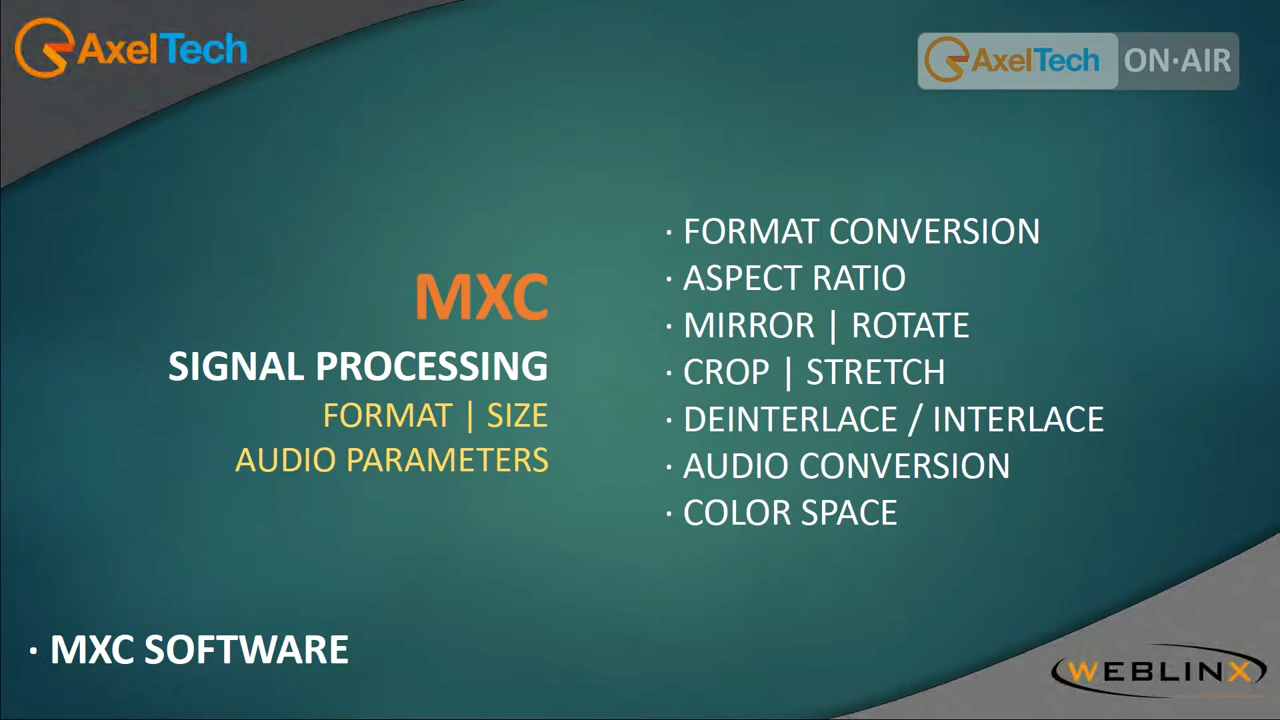 AxelTech
AxelTech ON·AIR
MXC
SIGNAL PROCESSING
FORMAT | SIZE
AUDIO PARAMETERS
· FORMAT CONVERSION
· ASPECT RATIO
· MIRROR | ROTATE
· CROP | STRETCH
· DEINTERLACE / INTERLACE
· AUDIO CONVERSION
· COLOR SPACE
· MXC SOFTWARE
WEBLINX